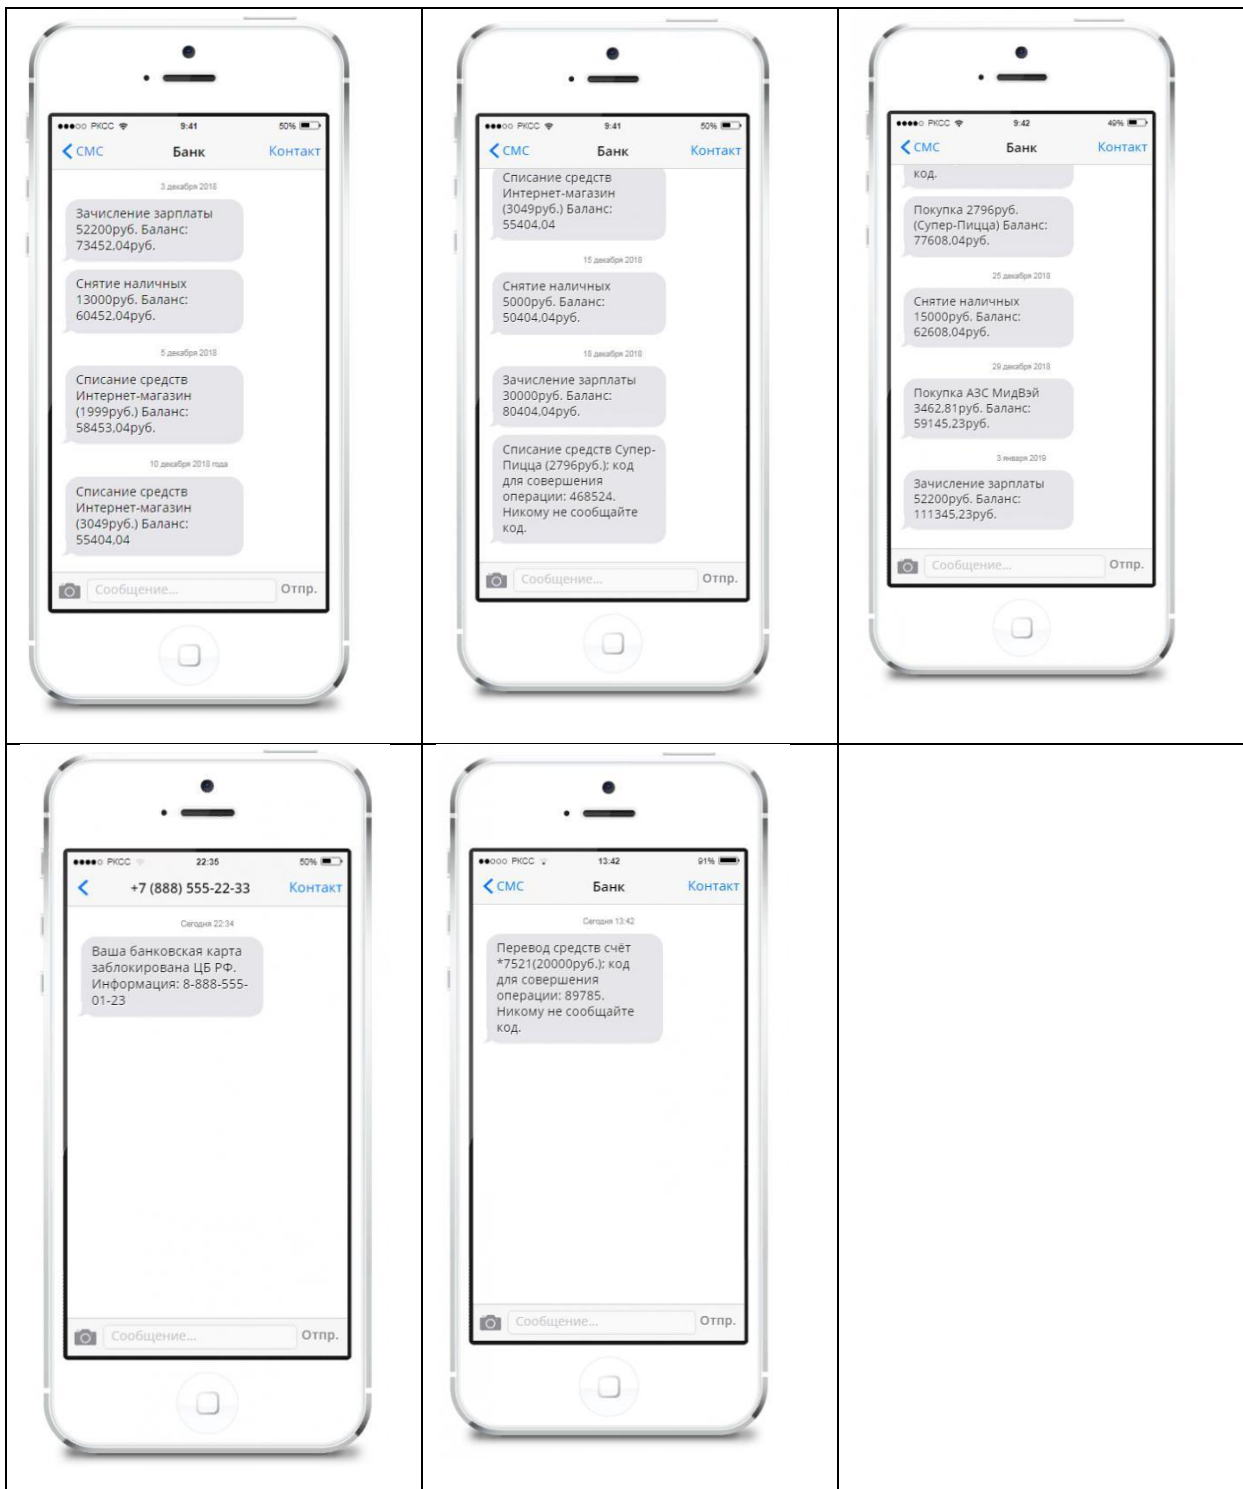 РКСС 9:41 50%
СМС Банк Контакт
3 декабря 2018
Зачисление зарплаты
52200руб. Баланс:
73452,04руб.
Снятие наличных
13000руб. Баланс:
60452,04руб.
5 декабря 2018
Списание средств
Интернет-магазин
(1999руб.) Баланс:
58453,04руб.
10 декабря 2018 года
Списание средств
Интернет-магазин
(3049руб.) Баланс:
55404,04
Сообщение... Отпр.
РКСС 9:41 50%
СМС Банк Контакт
Списание средств
Интернет-магазин
(3049руб.) Баланс:
55404,04
15 декабря 2018
Снятие наличных
5000руб. Баланс:
50404,04руб.
18 декабря 2018
Зачисление зарплаты
30000руб. Баланс:
80404,04руб.
Списание средств Супер-
Пицца (2796руб.); код
для совершения
операции: 468524.
Никому не сообщайте
код.
Сообщение... Отпр.
РКСС 9:42 49%
СМС Банк Контакт
код.
Покупка 2796руб.
(Супер-Пицца) Баланс:
77608,04руб.
25 декабря 2018
Снятие наличных
15000руб. Баланс:
62608,04руб.
29 декабря 2018
Покупка АЗС МидВэй
3462,81руб. Баланс:
59145,23руб.
3 января 2019
Зачисление зарплаты
52200руб. Баланс:
111345,23руб.
Сообщение... Отпр.
РКСС 22:35 50%
+7 (888) 555-22-33 Контакт
Сегодня 22:34
Ваша банковская карта
заблокирована ЦБ РФ.
Информация: 8-888-555-
01-23
Сообщение... Отпр.
РКСС 13:42 91%
СМС Банк Контакт
Сегодня 13:42
Перевод средств счёт
*7521(20000руб.); код
для совершения
операции: 89785.
Никому не сообщайте
код.
Сообщение... Отпр.